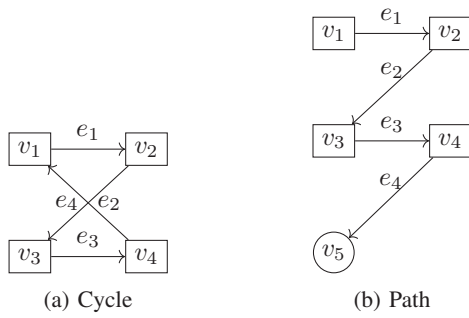 v₁ e₁ v₂
e₄ e₂
v₃ e₃ v₄
(a) Cycle
v₁ e₁ v₂
e₂
v₃ e₃ v₄
e₄
v₅
(b) Path